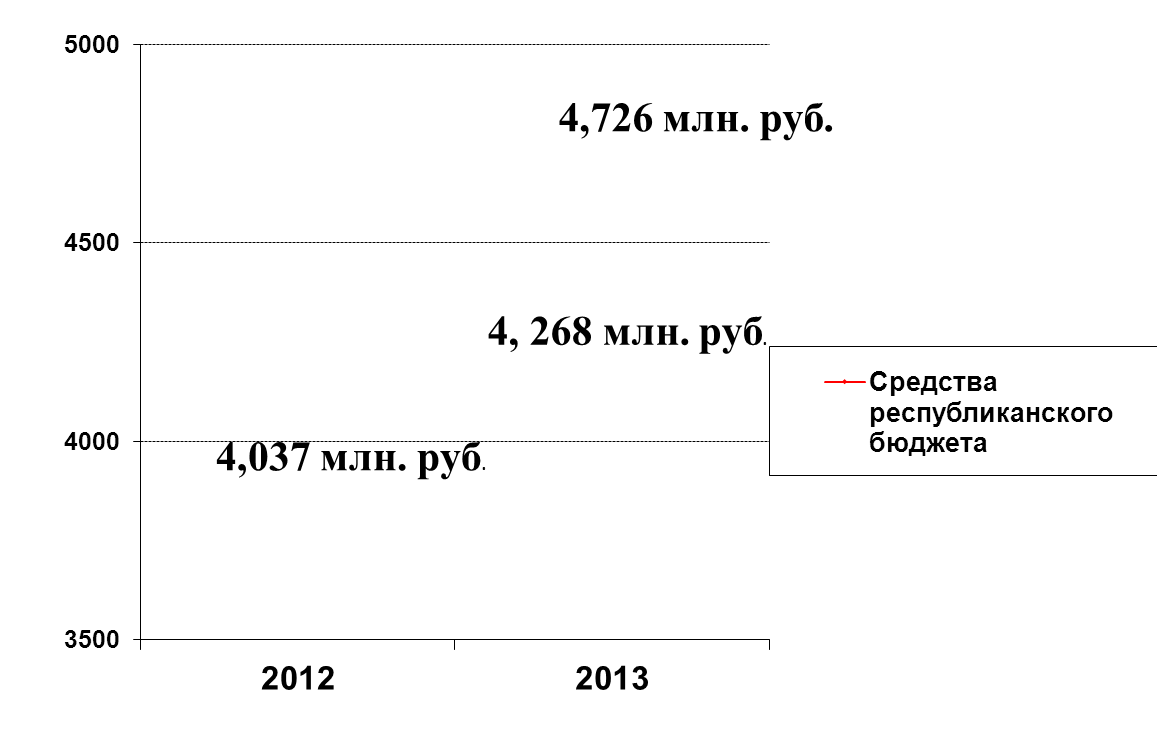 5000
4,726 млн. руб.
4500
4, 268 млн. руб.
Средства
республиканского
бюджета
4000
4,037 млн. руб.
3500
2012
2013